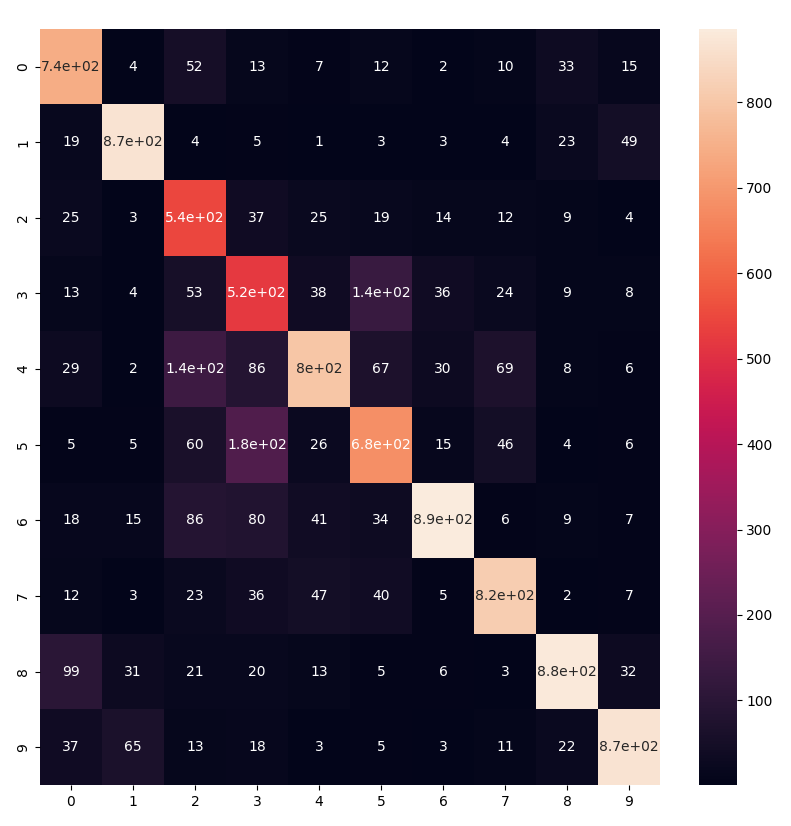 0 7.4e+02 4 52 13 7 12 2 10 33 15
1 19 8.7e+02 4 5 1 3 3 4 23 49
2 25 3 5.4e+02 37 25 19 14 12 9 4
3 13 4 53 5.2e+02 38 1.4e+02 36 24 9 8
4 29 2 1.4e+02 86 8e+02 67 30 69 8 6
5 5 5 60 1.8e+02 26 6.8e+02 15 46 4 6
6 18 15 86 80 41 34 8.9e+02 6 9 7
7 12 3 23 36 47 40 5 8.2e+02 2 7
8 99 31 21 20 13 5 6 3 8.8e+02 32
9 37 65 13 18 3 5 3 11 22 8.7e+02
0 1 2 3 4 5 6 7 8 9
800
700
600
500
400
300
200
100